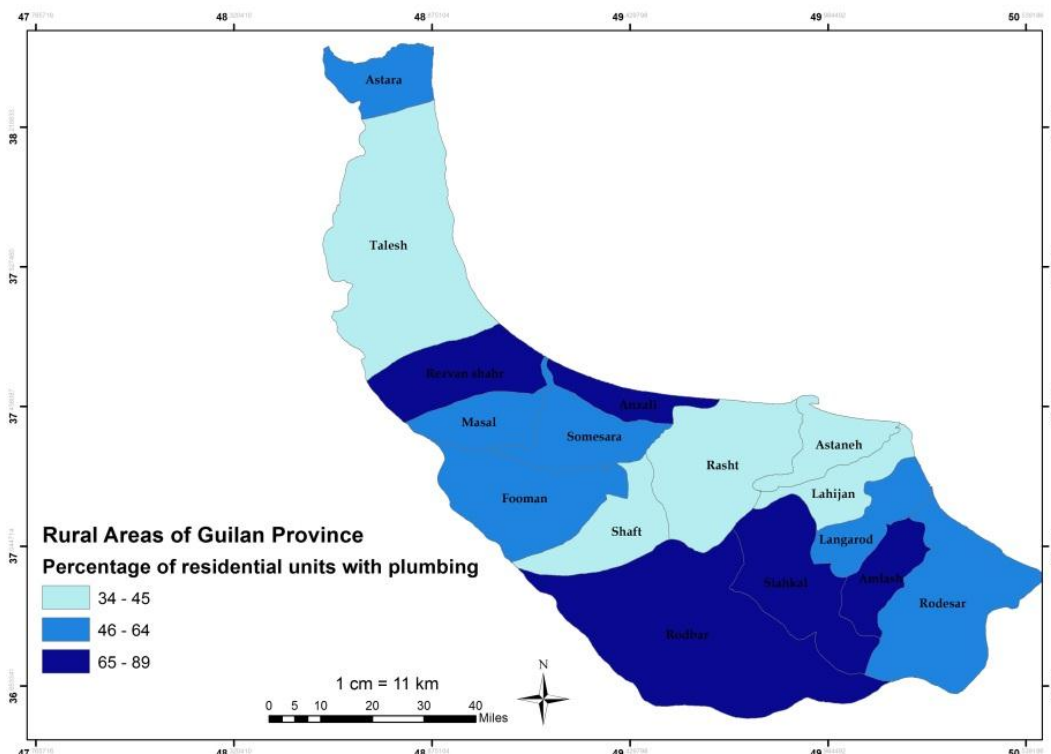 47
48
48
49
49
50
38
37
37
37
36
Astara
Talesh
Rezvan shahr
Anzali
Masal
Somesara
Rasht
Astaneh
Fooman
Lahijan
Shaft
Langarod
Siahkal
Amlash
Rodesar
Rodbar
Rural Areas of Guilan Province
Percentage of residential units with plumbing
34 - 45
46 - 64
65 - 89
1 cm = 11 km
N
0 5 10 20 30 40
Miles
47
48
48
49
49
50